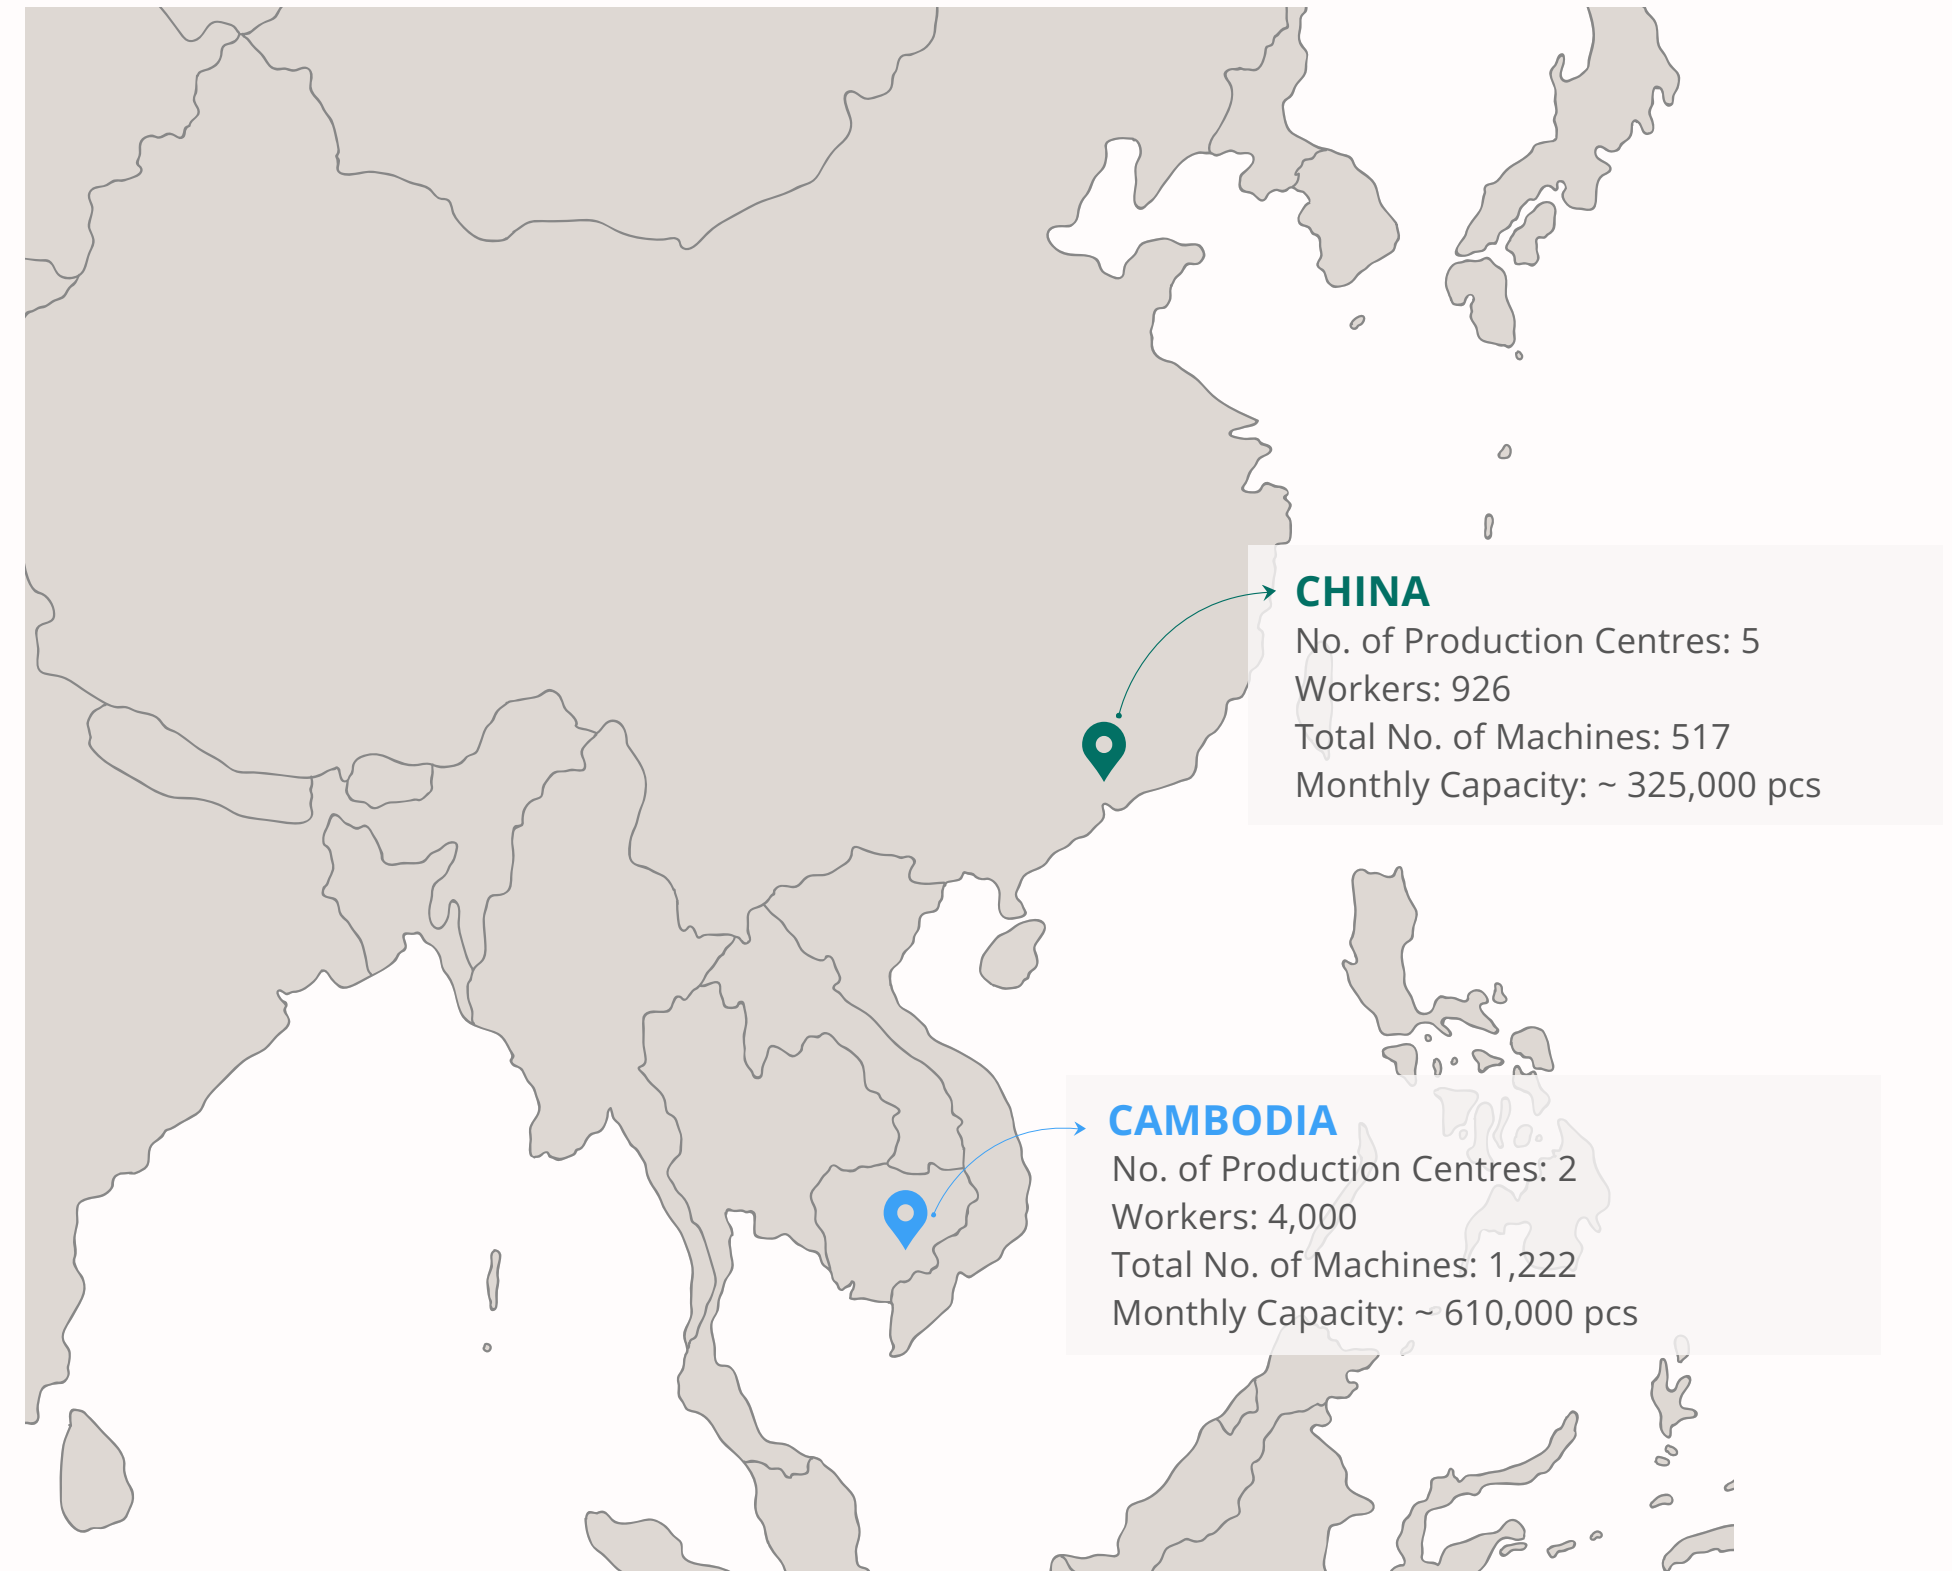 CHINA
No. of Production Centres: 5
Workers: 926
Total No. of Machines: 517
Monthly Capacity: ~ 325,000 pcs
CAMBODIA
No. of Production Centres: 2
Workers: 4,000
Total No. of Machines: 1,222
Monthly Capacity: ~ 610,000 pcs